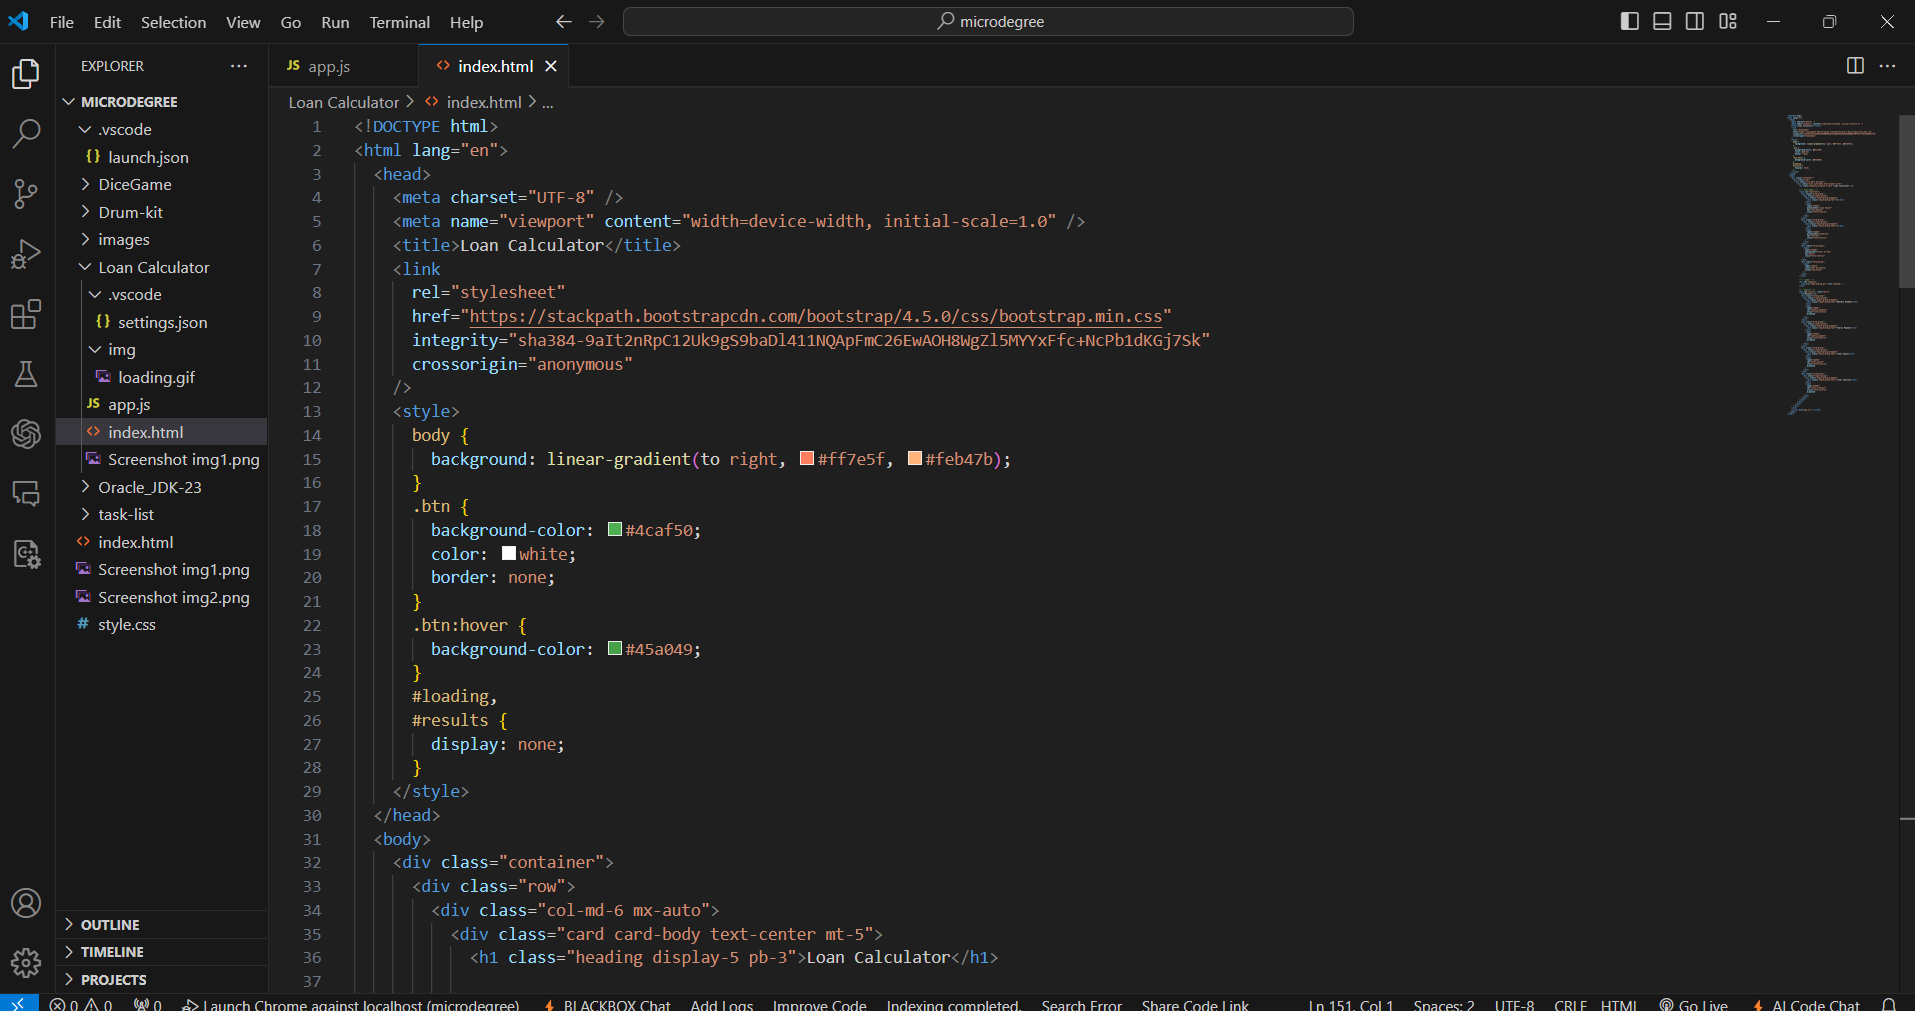 File Edit Selection View Go Run Terminal Help
microdegree
EXPLORER
MICRODEGREE
.vscode
launch.json
DiceGame
Drum-kit
images
Loan Calculator
.vscode
settings.json
img
loading.gif
JS app.js
index.html
Screenshot img1.png
Oracle_JDK-23
task-list
index.html
Screenshot img1.png
Screenshot img2.png
# style.css
OUTLINE
TIMELINE
PROJECTS
JS app.js
index.html
Loan Calculator > index.html > ...
1 <!DOCTYPE html>
2 <html lang="en">
3 <head>
4 <meta charset="UTF-8" />
5 <meta name="viewport" content="width=device-width, initial-scale=1.0" />
6 <title>Loan Calculator</title>
7 <link
8 rel="stylesheet"
9 href="https://stackpath.bootstrapcdn.com/bootstrap/4.5.0/css/bootstrap.min.css"
10 integrity="sha384-9aIt2nRpC12Uk9gS9baDl411NQApFmC26EwAOH8WgZl5MYYxFfc+NcPb1dKGj7Sk"
11 crossorigin="anonymous"
12 />
13 <style>
14 body {
15 background: linear-gradient(to right, #ff7e5f, #feb47b);
16 }
17 .btn {
18 background-color: #4caf50;
19 color: white;
20 border: none;
21 }
22 .btn:hover {
23 background-color: #45a049;
24 }
25 #loading,
26 #results {
27 display: none;
28 }
29 </style>
30 </head>
31 <body>
32 <div class="container">
33 <div class="row">
34 <div class="col-md-6 mx-auto">
35 <div class="card card-body text-center mt-5">
36 <h1 class="heading display-5 pb-3">Loan Calculator</h1>
37
0 0 0 Launch Chrome against localhost (microdegree) BLACKBOX Chat Add Logs Improve Code Indexing completed. Search Error Share Code Link Ln 151, Col 1 Spaces: 2 UTF-8 CRLF HTML Go Live AI Code Chat